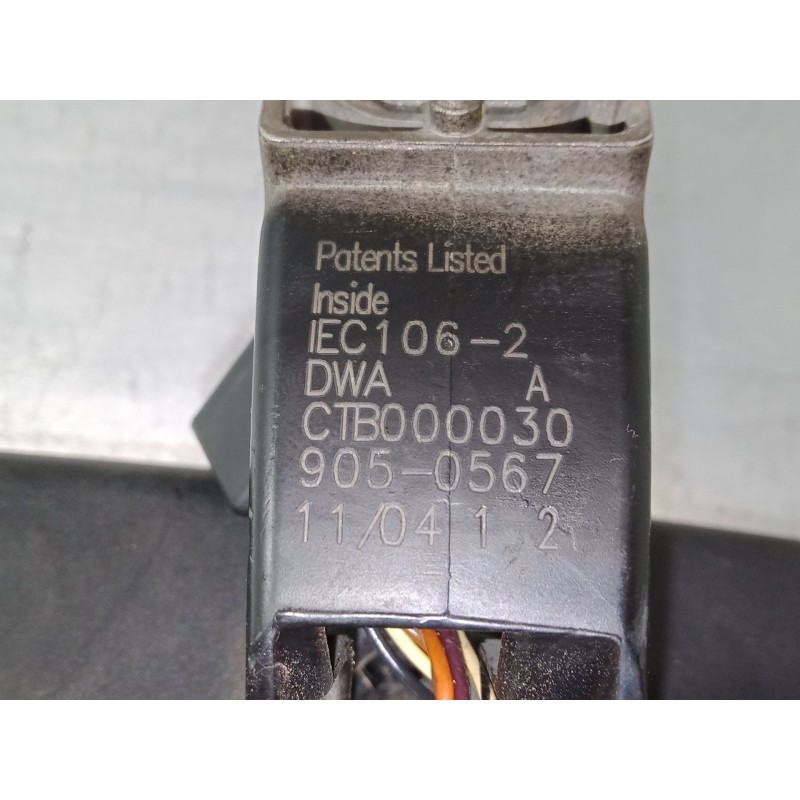 Patents Listed
Inside
IEC106-2
DWA A
CTB000030
905-0567
11/04 1 2